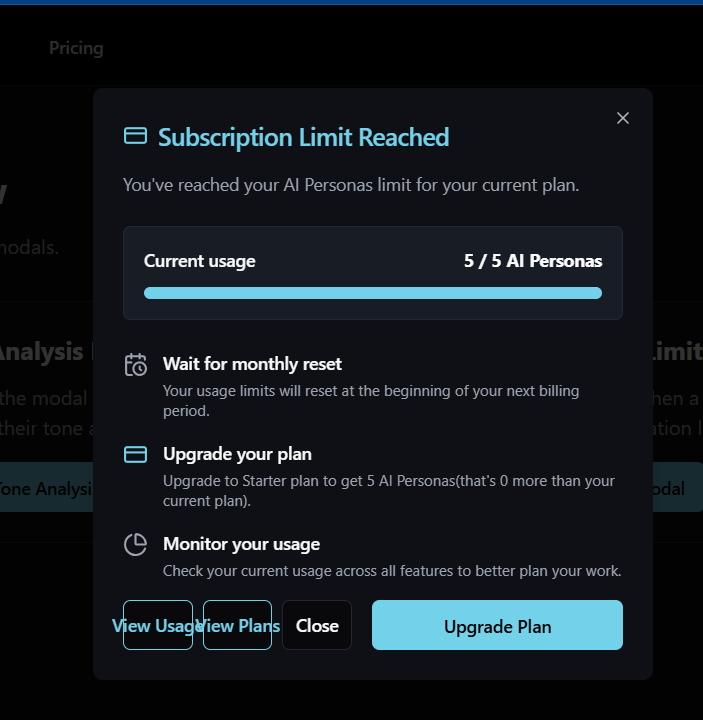 Pricing
Subscription Limit Reached
You've reached your AI Personas limit for your current plan.
Current usage
5 / 5 AI Personas
Wait for monthly reset
Your usage limits will reset at the beginning of your next billing
period.
Upgrade your plan
Upgrade to Starter plan to get 5 AI Personas(that's 0 more than your
current plan).
Monitor your usage
Check your current usage across all features to better plan your work.
View Usage
View Plans
Close
Upgrade Plan
nodals.
Analysis
the modal
their tone a
Tone Analysi
Limit
hen a
ation l
odal